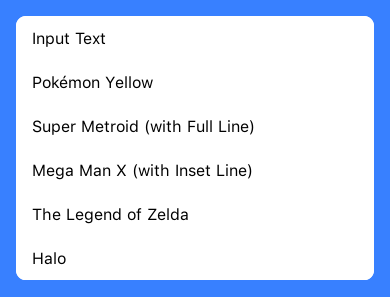 Input Text
Pokémon Yellow
Super Metroid (with Full Line)
Mega Man X (with Inset Line)
The Legend of Zelda
Halo